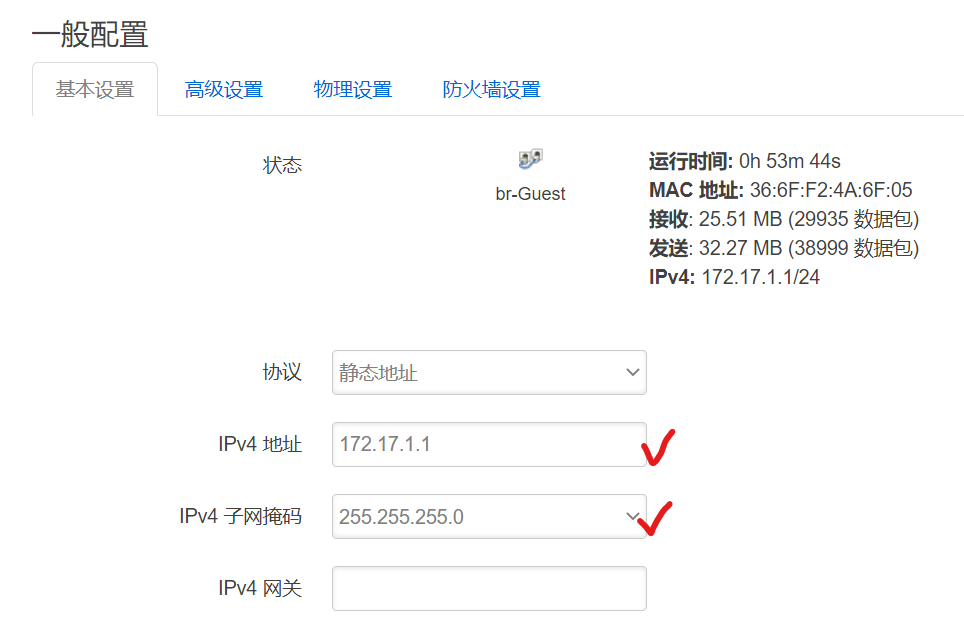 一般配置
基本设置 高级设置 物理设置 防火墙设置
状态
br-Guest
运行时间: 0h 53m 44s
MAC 地址: 36:6F:F2:4A:6F:05
接收: 25.51 MB (29935 数据包)
发送: 32.27 MB (38999 数据包)
IPv4: 172.17.1.1/24
协议 静态地址
IPv4 地址 172.17.1.1
IPv4 子网掩码 255.255.255.0
IPv4 网关